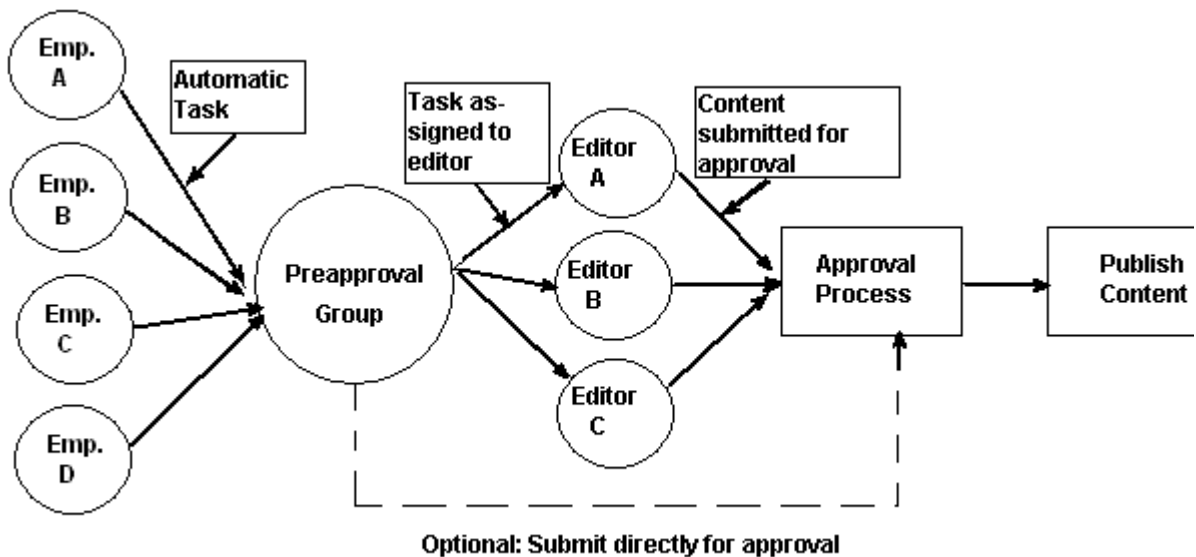 Emp.
A
Automatic
Task
Emp.
B
Emp.
C
Emp.
D
Preapproval
Group
Task as-
signed to
editor
Editor
A
Editor
B
Editor
C
Content
submitted for
approval
Approval
Process
Publish
Content
Optional: Submit directly for approval